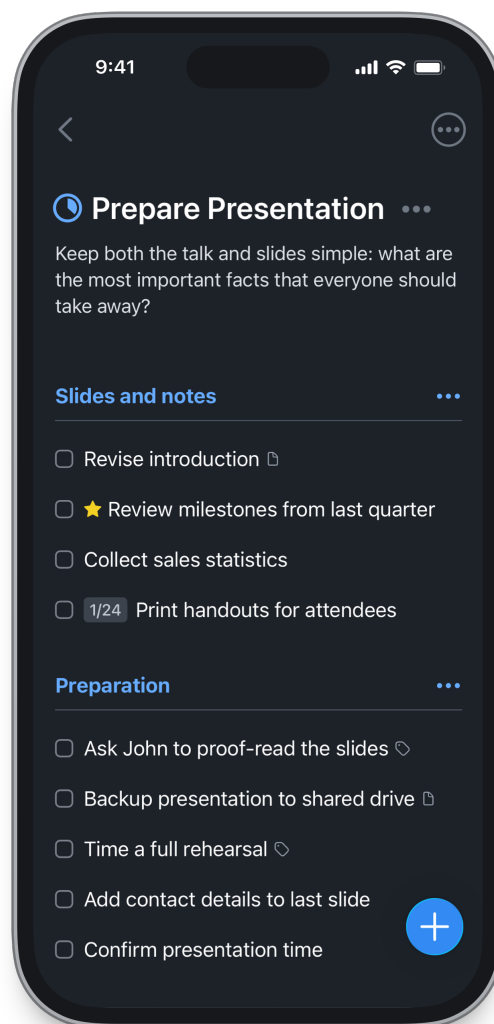 9:41
Prepare Presentation
Keep both the talk and slides simple: what are
the most important facts that everyone should
take away?
Slides and notes
Revise introduction
Review milestones from last quarter
Collect sales statistics
1/24 Print handouts for attendees
Preparation
Ask John to proof-read the slides
Backup presentation to shared drive
Time a full rehearsal
Add contact details to last slide
Confirm presentation time